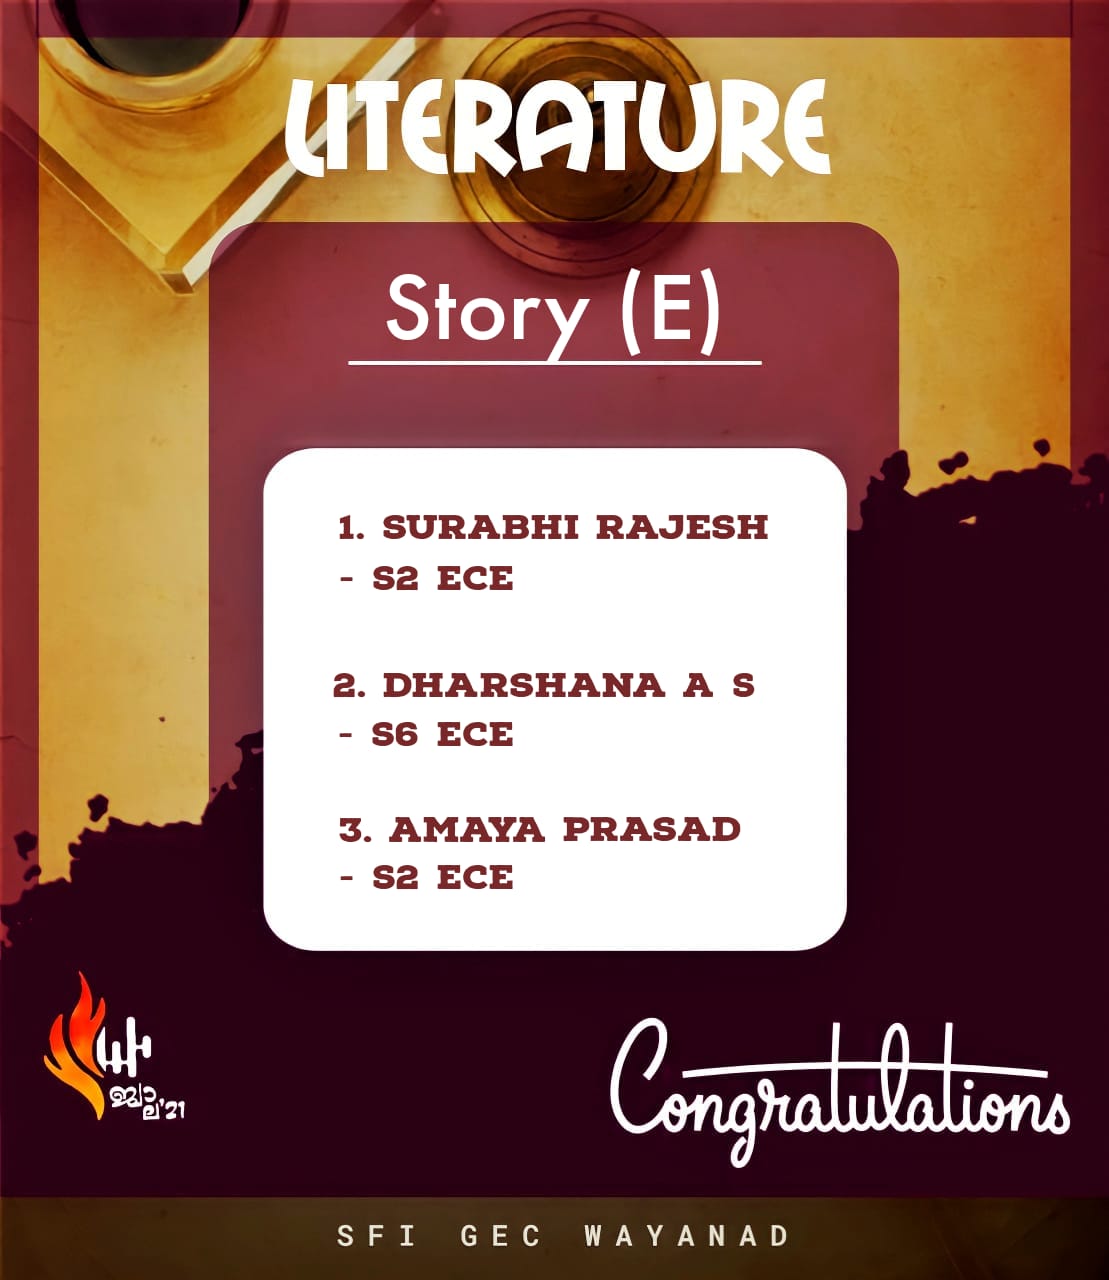 LITERATURE
Story (E)
1. SURABHI RAJESH
- S2 ECE
2. DHARSHANA A S
- S6 ECE
3. AMAYA PRASAD
- S2 ECE
ജ്വാ
ല'21
Congratulations
SFI GEC WAYANAD